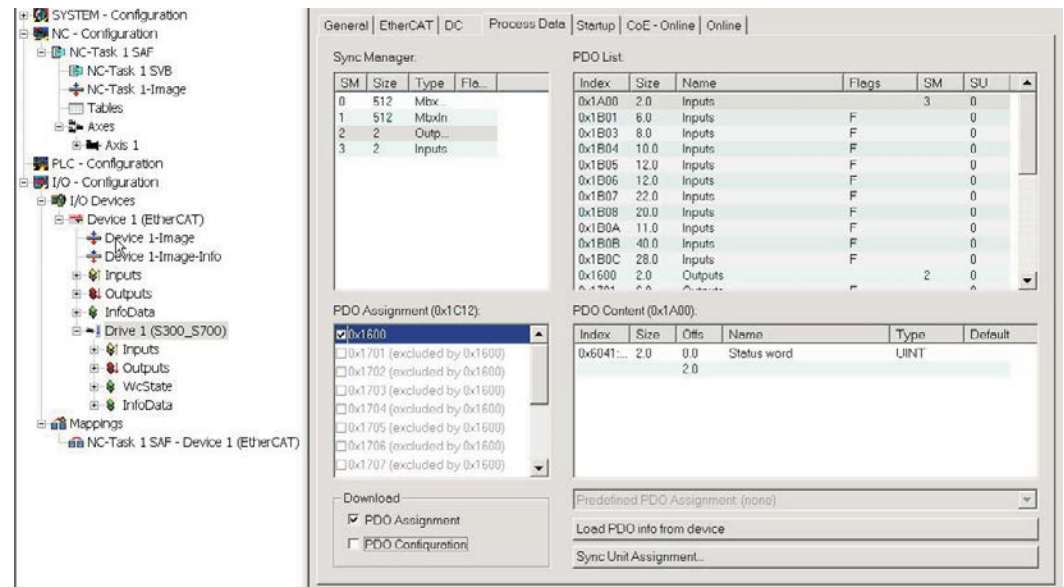 SYSTEM - Configuration
NC - Configuration
NC-Task 1 SAF
NC-Task 1 SVB
NC-Task 1-Image
Tables
Axes
Axis 1
PLC - Configuration
I/O - Configuration
I/O Devices
Device 1 (EtherCAT)
Device 1-Image
Device 1-Image-Info
Inputs
Outputs
InfoData
Drive 1 (S300_S700)
Inputs
Outputs
WcState
InfoData
Mappings
NC-Task 1 SAF - Device 1 (EtherCAT)
General EtherCAT DC Process Data Startup CoE - Online Online
Sync Manager:
SM Size Type Fla...
0 512 Mbx...
1 512 MbxIn
2 2 Outp...
3 2 Inputs
PDO List:
Index Size Name Flags SM SU
0x1A00 2.0 Inputs 3 0
0x1B01 6.0 Inputs F 0
0x1B03 8.0 Inputs F 0
0x1B04 10.0 Inputs F 0
0x1B05 12.0 Inputs F 0
0x1B06 12.0 Inputs F 0
0x1B07 22.0 Inputs F 0
0x1B08 20.0 Inputs F 0
0x1B0A 11.0 Inputs F 0
0x1B0B 40.0 Inputs F 0
0x1B0C 28.0 Inputs F 0
0x1600 2.0 Outputs 2 0
PDO Assignment (0x1C12):
0x1600
0x1701 (excluded by 0x1600)
0x1702 (excluded by 0x1600)
0x1703 (excluded by 0x1600)
0x1704 (excluded by 0x1600)
0x1705 (excluded by 0x1600)
0x1706 (excluded by 0x1600)
0x1707 (excluded by 0x1600)
PDO Content (0x1A00):
Index Size Offs Name Type Default
0x6041:... 2.0 0.0 Status word UINT
2.0
Download
PDO Assignment
PDO Configuration
Predefined PDO Assignment: (none)
Load PDO info from device
Sync Unit Assignment...